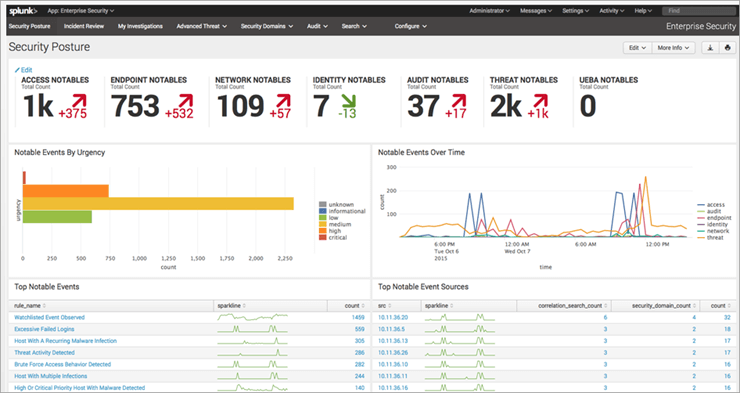 splunk> App: Enterprise Security Administrator Messages Settings Activity Help Find
Security Posture Incident Review My Investigations Advanced Threat Security Domains Audit Search Configure Enterprise Security
Security Posture Edit More Info
Edit
ACCESS NOTABLES ENDPOINT NOTABLES NETWORK NOTABLES IDENTITY NOTABLES AUDIT NOTABLES THREAT NOTABLES UEBA NOTABLES
Total Count Total Count Total Count Total Count Total Count Total Count Total Count
1k +375 753 +532 109 +57 7 -13 37 +17 2k +1k 0
Notable Events By Urgency
urgency
unknown
informational
low
medium
high
critical
0 250 500 750 1,000 1,250 1,500 1,750 2,000 2,250
count
Notable Events Over Time
count
300
200
100
access
audit
endpoint
identity
network
threat
6:00 PM 12:00 AM 6:00 AM 12:00 PM
Tue Oct 6 Wed Oct 7
2015
time
Top Notable Events
rule_name sparkline count
Watchlisted Event Observed 1459
Excessive Failed Logins 559
Host With A Recurring Malware Infection 305
Threat Activity Detected 286
Brute Force Access Behavior Detected 282
Host With Multiple Infections 244
High Or Critical Priority Host With Malware Detected 140
Top Notable Event Sources
src sparkline correlation_search_count security_domain_count count
10.11.36.20 6 4 32
10.11.36.5 3 2 18
10.11.36.13 3 2 17
10.11.36.26 3 2 17
10.11.36.10 3 2 16
10.11.36.11 3 2 16
10.11.36.16 3 2 16